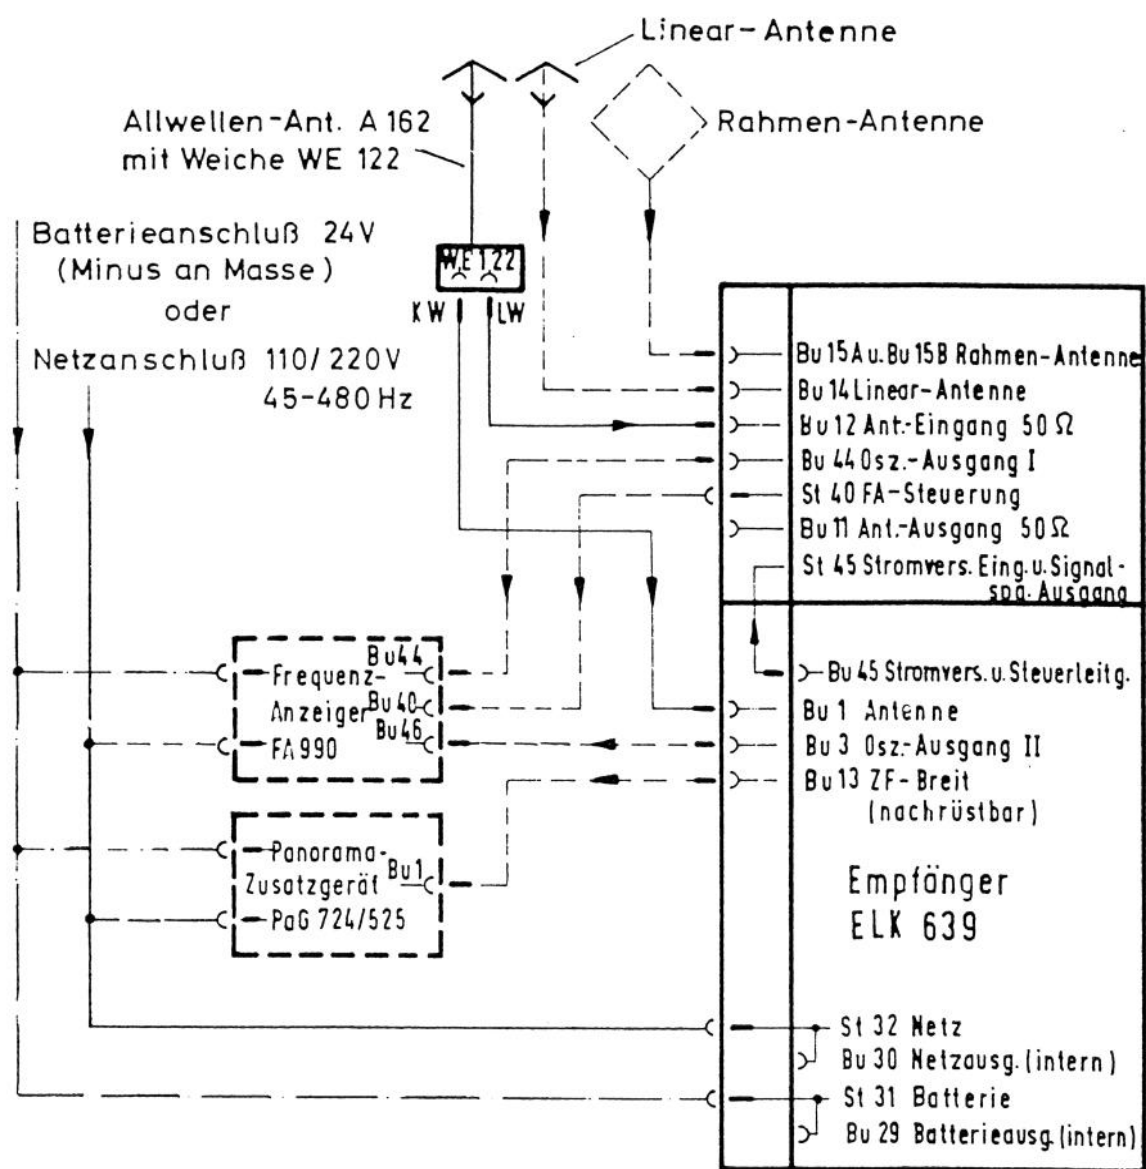 Linear-Antenne
Allwellen-Ant. A 162
mit Weiche WE 122
Rahmen-Antenne
Batterieanschluß 24V
(Minus an Masse)
oder
Netzanschluß 110/220V
45-480 Hz
WE 122
KW
LW
Bu 15A u. Bu 15B Rahmen-Antenne
Bu 14 Linear-Antenne
Bu 12 Ant.-Eingang 50 Ω
Bu 44 Osz.-Ausgang I
St 40 FA-Steuerung
Bu 11 Ant.-Ausgang 50Ω
St 45 Stromvers. Eing. u. Signal-
spa. Ausgang
Bu 45 Stromvers. u. Steuerleitg.
Bu 1 Antenne
Bu 3 Osz.-Ausgang II
Bu 13 ZF-Breit
(nachrüstbar)
Empfänger
ELK 639
St 32 Netz
Bu 30 Netzausg. (intern)
St 31 Batterie
Bu 29 Batterieausg. (intern)
Bu 44
Frequenz-
Anzeiger
Bu 40
Bu 46
FA 990
Panorama-
Zusatzgerät
Bu 1
PaG 724/525